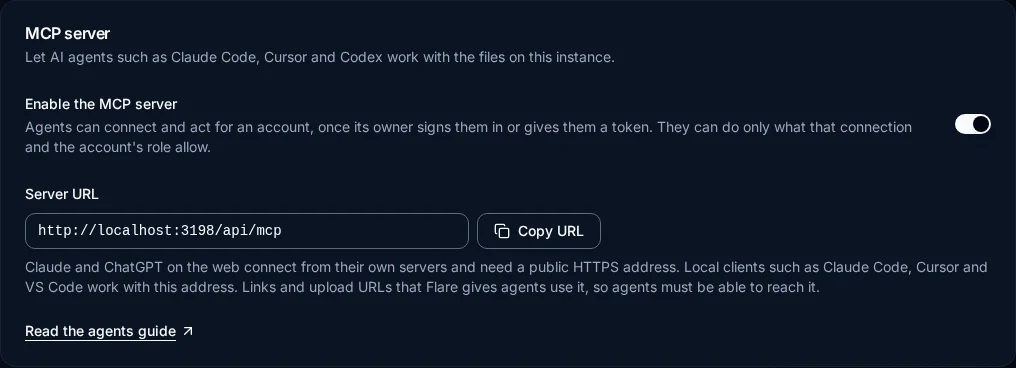 MCP server
Let AI agents such as Claude Code, Cursor and Codex work with the files on this instance.
Enable the MCP server
Agents can connect and act for an account, once its owner signs them in or gives them a token. They can do only what that connection
and the account's role allow.
Server URL
http://localhost:3198/api/mcp
Copy URL
Claude and ChatGPT on the web connect from their own servers and need a public HTTPS address. Local clients such as Claude Code, Cursor and
VS Code work with this address. Links and upload URLs that Flare gives agents use it, so agents must be able to reach it.
Read the agents guide